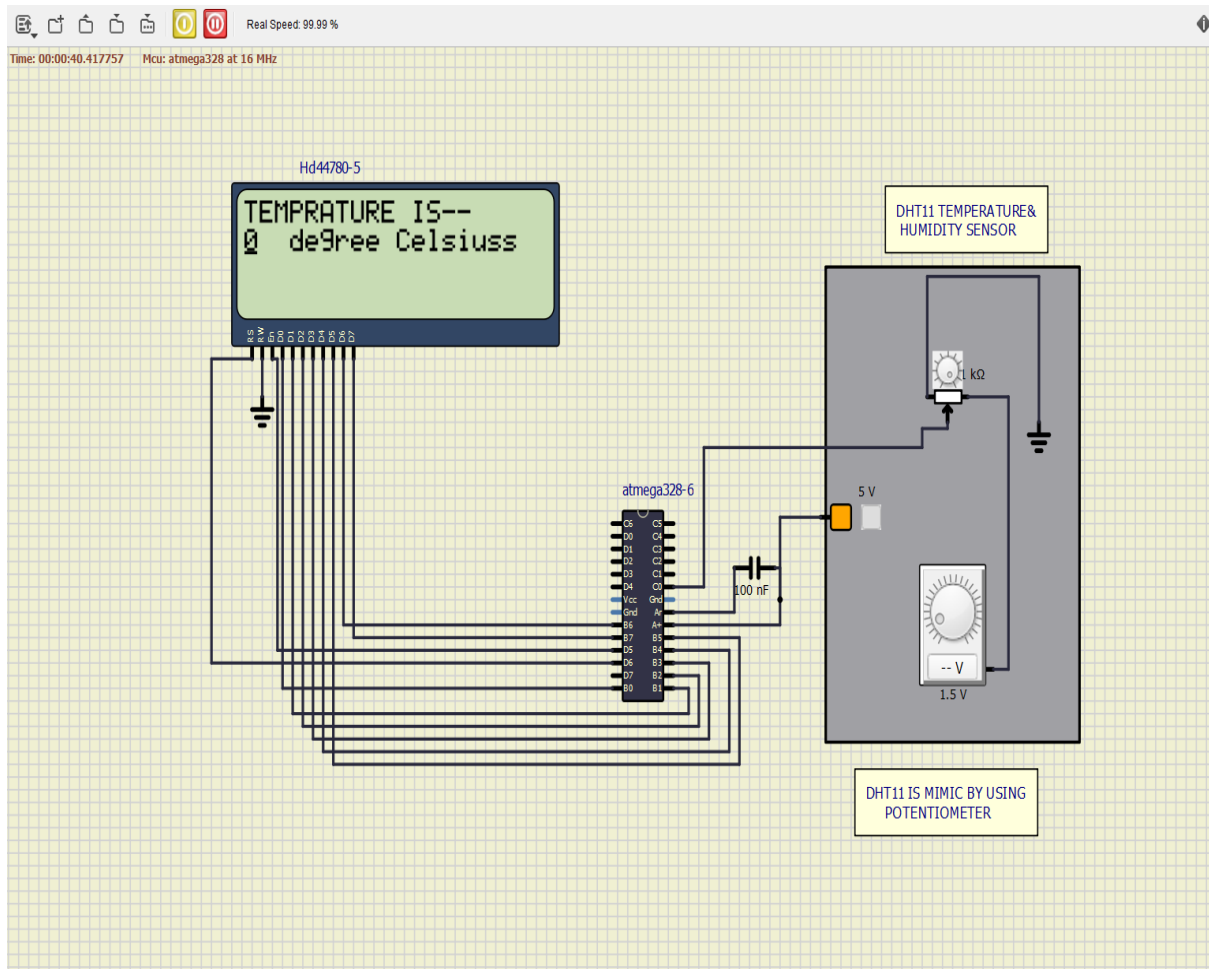 Real Speed: 99.99 %
Time: 00:00:40.417757 Mcu: atmega328 at 16 MHz
Hd44780-5
TEMPRATURE IS--
0 degree Celsiuss
RS RW En D0 D1 D2 D3 D4 D5 D6 D7
DHT11 TEMPERATURE&
HUMIDITY SENSOR
1 kΩ
5 V
atmega328-6
C6 C5
D0 C4
D1 C3
D2 C2
D3 C1
D4 C0
Vcc Gnd
Gnd Ar
B6 A+
B7 B5
D5 B4
D6 B3
D7 B2
B0 B1
100 nF
-- V
1.5 V
DHT11 IS MIMIC BY USING
POTENTIOMETER